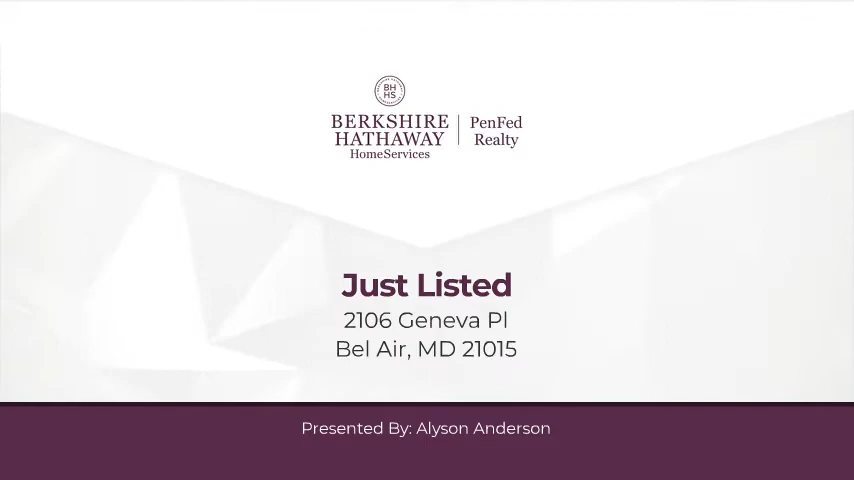 BH
HS
BERKSHIRE
HATHAWAY
HomeServices
PenFed
Realty
Just Listed
2106 Geneva Pl
Bel Air, MD 21015
Presented By: Alyson Anderson